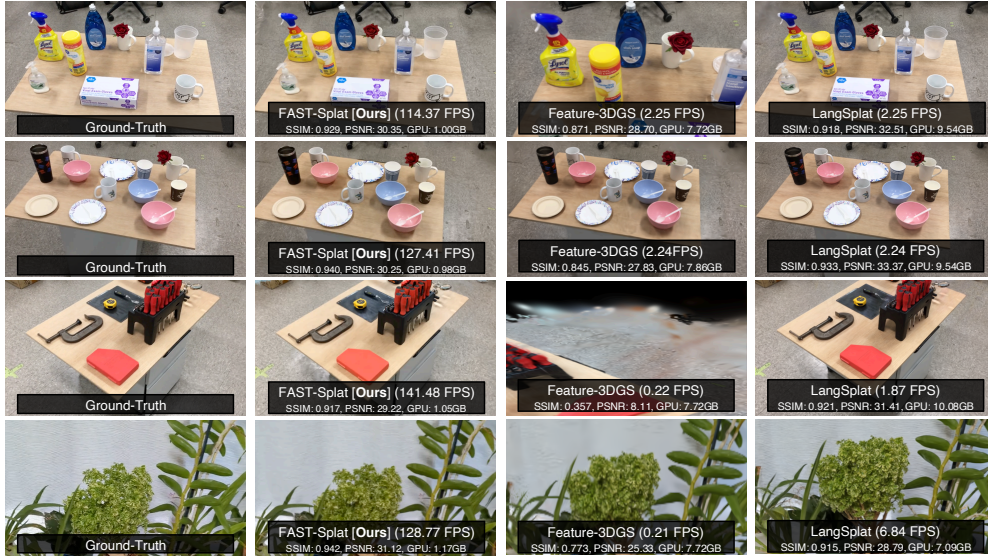 Ground-Truth
FAST-Splat [Ours] (114.37 FPS)
SSIM: 0.929, PSNR: 30.35, GPU: 1.00GB
Feature-3DGS (2.25 FPS)
SSIM: 0.871, PSNR: 28.70, GPU: 7.72GB
LangSplat (2.25 FPS)
SSIM: 0.918, PSNR: 32.51, GPU: 9.54GB
Ground-Truth
FAST-Splat [Ours] (127.41 FPS)
SSIM: 0.940, PSNR: 30.25, GPU: 0.98GB
Feature-3DGS (2.24FPS)
SSIM: 0.845, PSNR: 27.83, GPU: 7.86GB
LangSplat (2.24 FPS)
SSIM: 0.933, PSNR: 33.37, GPU: 9.54GB
Ground-Truth
FAST-Splat [Ours] (141.48 FPS)
SSIM: 0.917, PSNR: 29.22, GPU: 1.05GB
Feature-3DGS (0.22 FPS)
SSIM: 0.357, PSNR: 8.11, GPU: 7.72GB
LangSplat (1.87 FPS)
SSIM: 0.921, PSNR: 31.41, GPU: 10.08GB
Ground-Truth
FAST-Splat [Ours] (128.77 FPS)
SSIM: 0.942, PSNR: 31.12, GPU: 1.17GB
Feature-3DGS (0.21 FPS)
SSIM: 0.773, PSNR: 25.33, GPU: 7.72GB
LangSplat (6.84 FPS)
SSIM: 0.915, PSNR: 28.79, GPU: 7.09GB